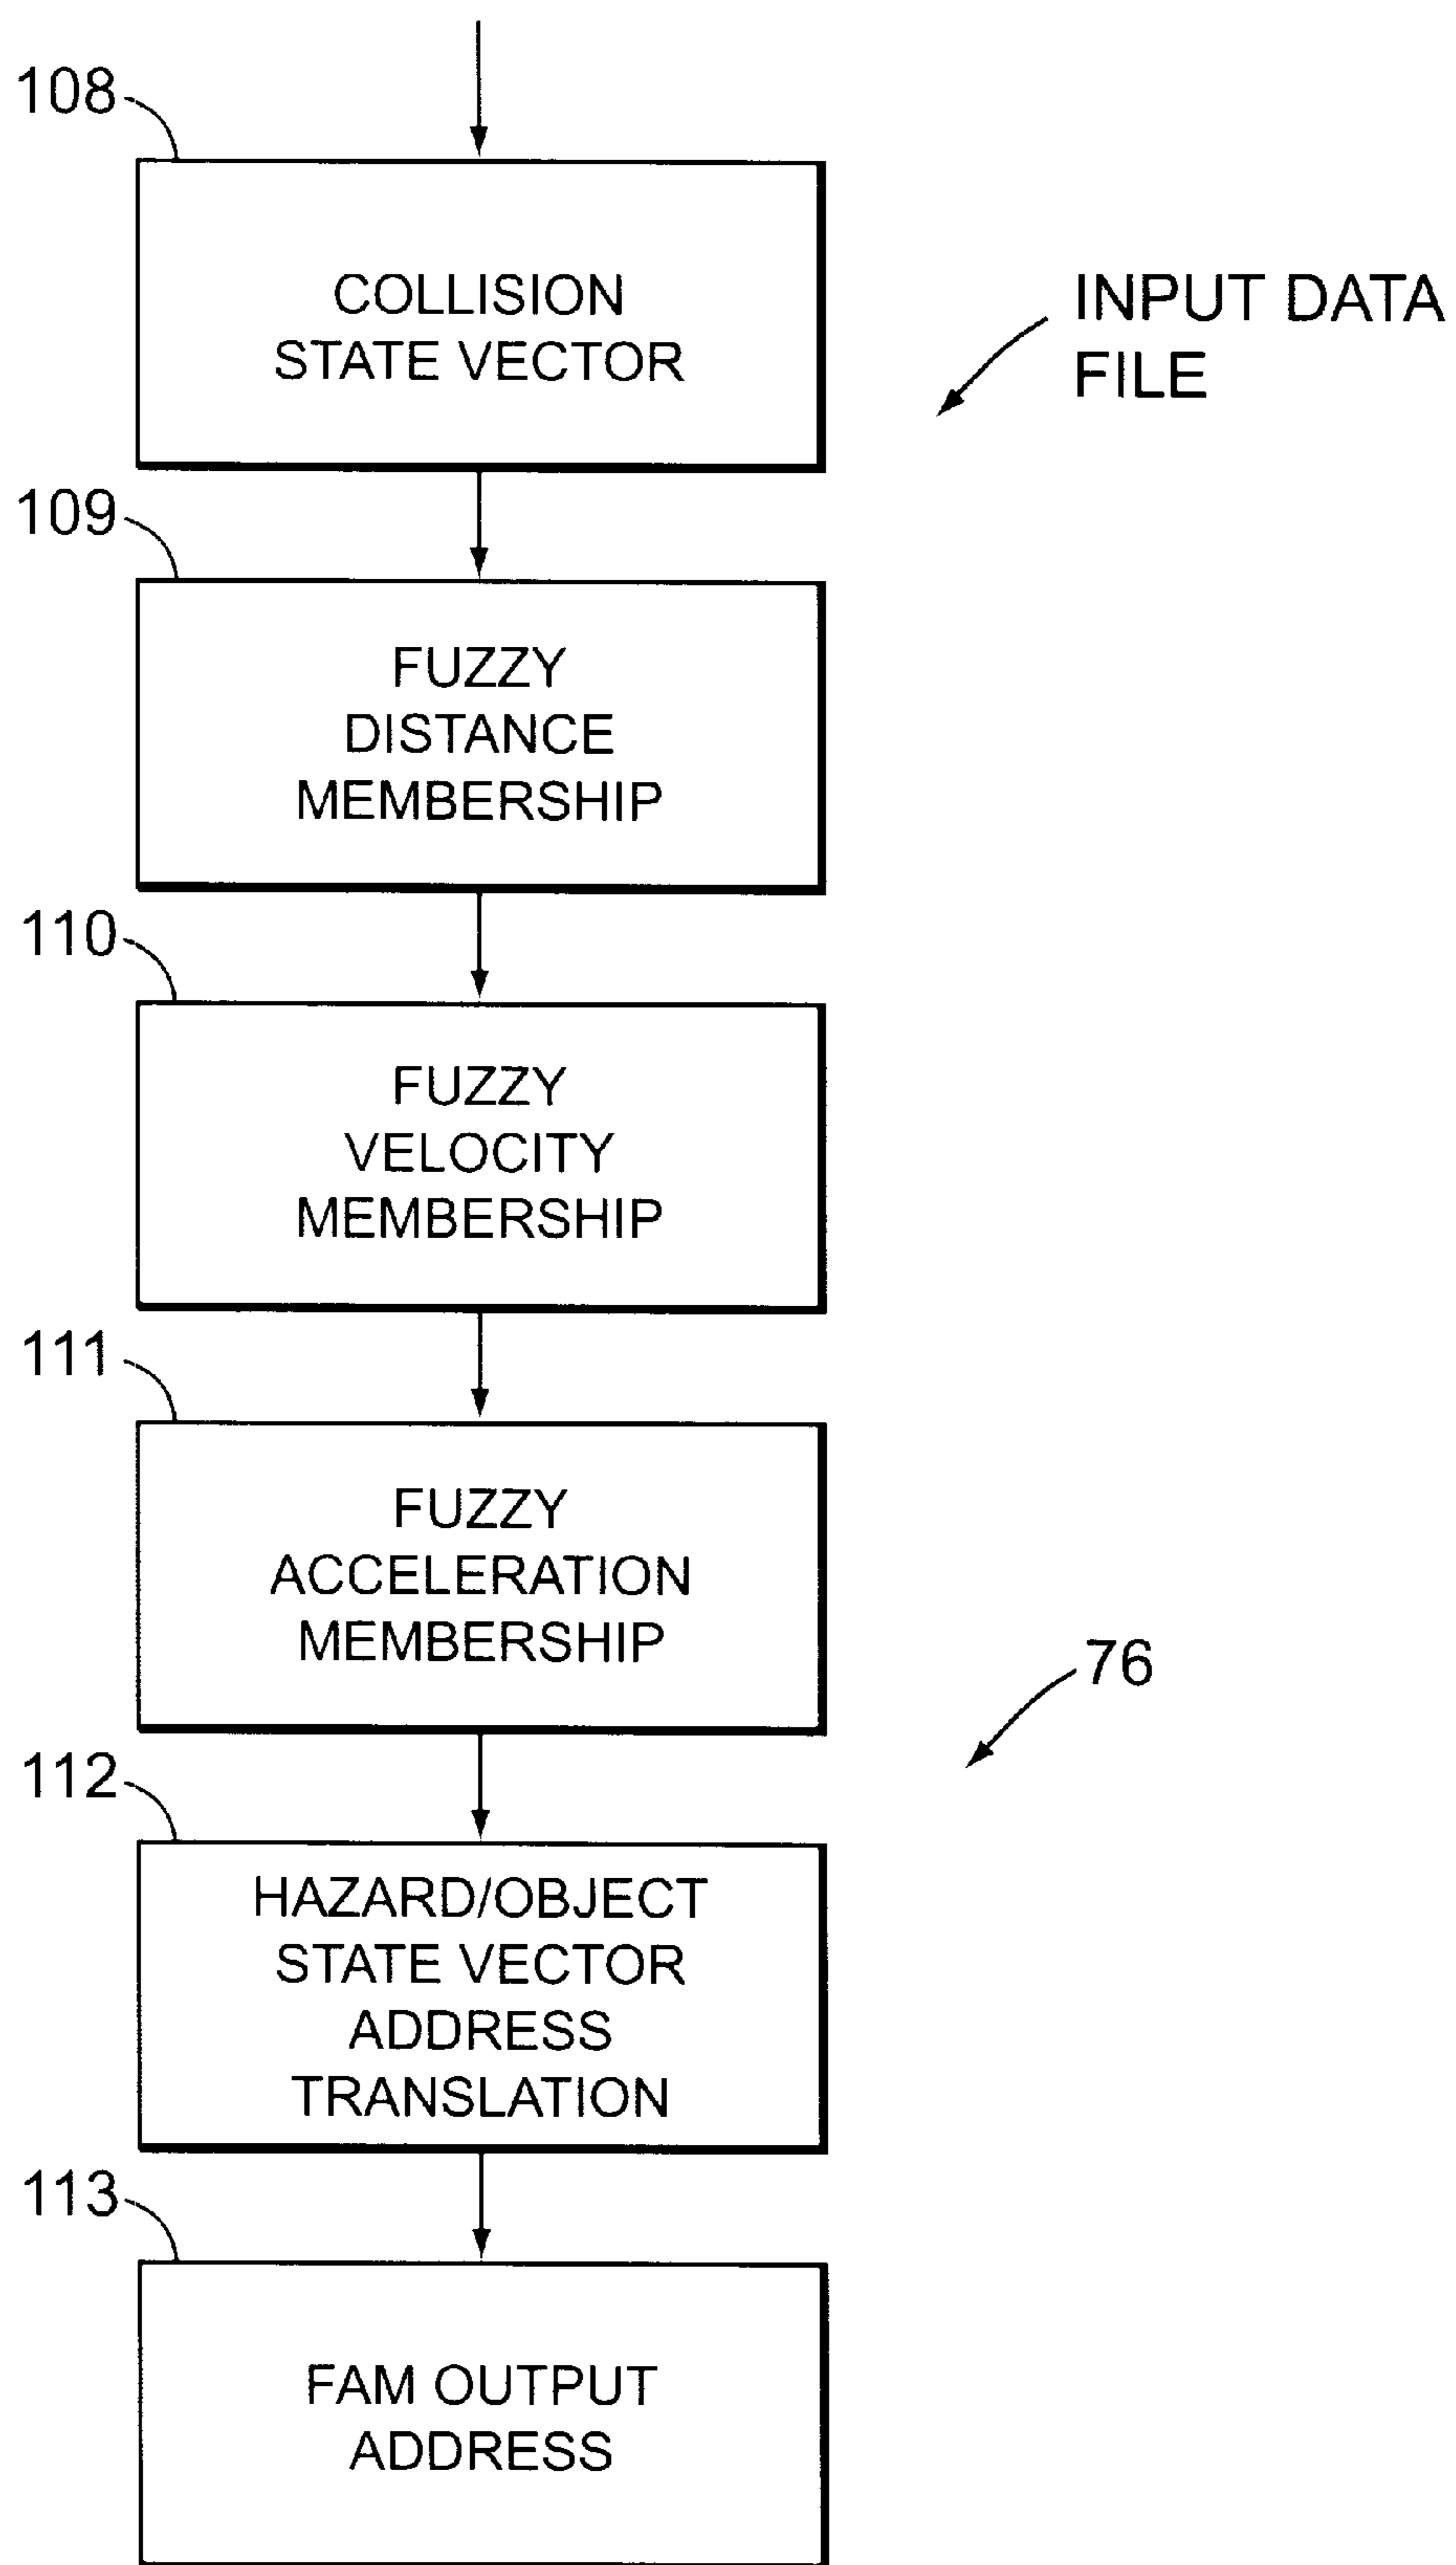 108
COLLISION
STATE VECTOR
INPUT DATA
FILE
109
FUZZY
DISTANCE
MEMBERSHIP
110
FUZZY
VELOCITY
MEMBERSHIP
111
FUZZY
ACCELERATION
MEMBERSHIP
76
112
HAZARD/OBJECT
STATE VECTOR
ADDRESS
TRANSLATION
113
FAM OUTPUT
ADDRESS